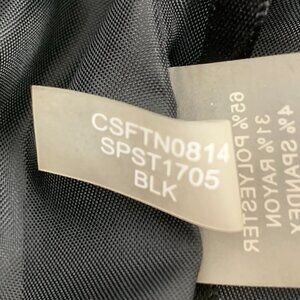 CSFTN0814
SPST1705
BLK
65% POLYESTER
31% RAYON
4% SPANDEX